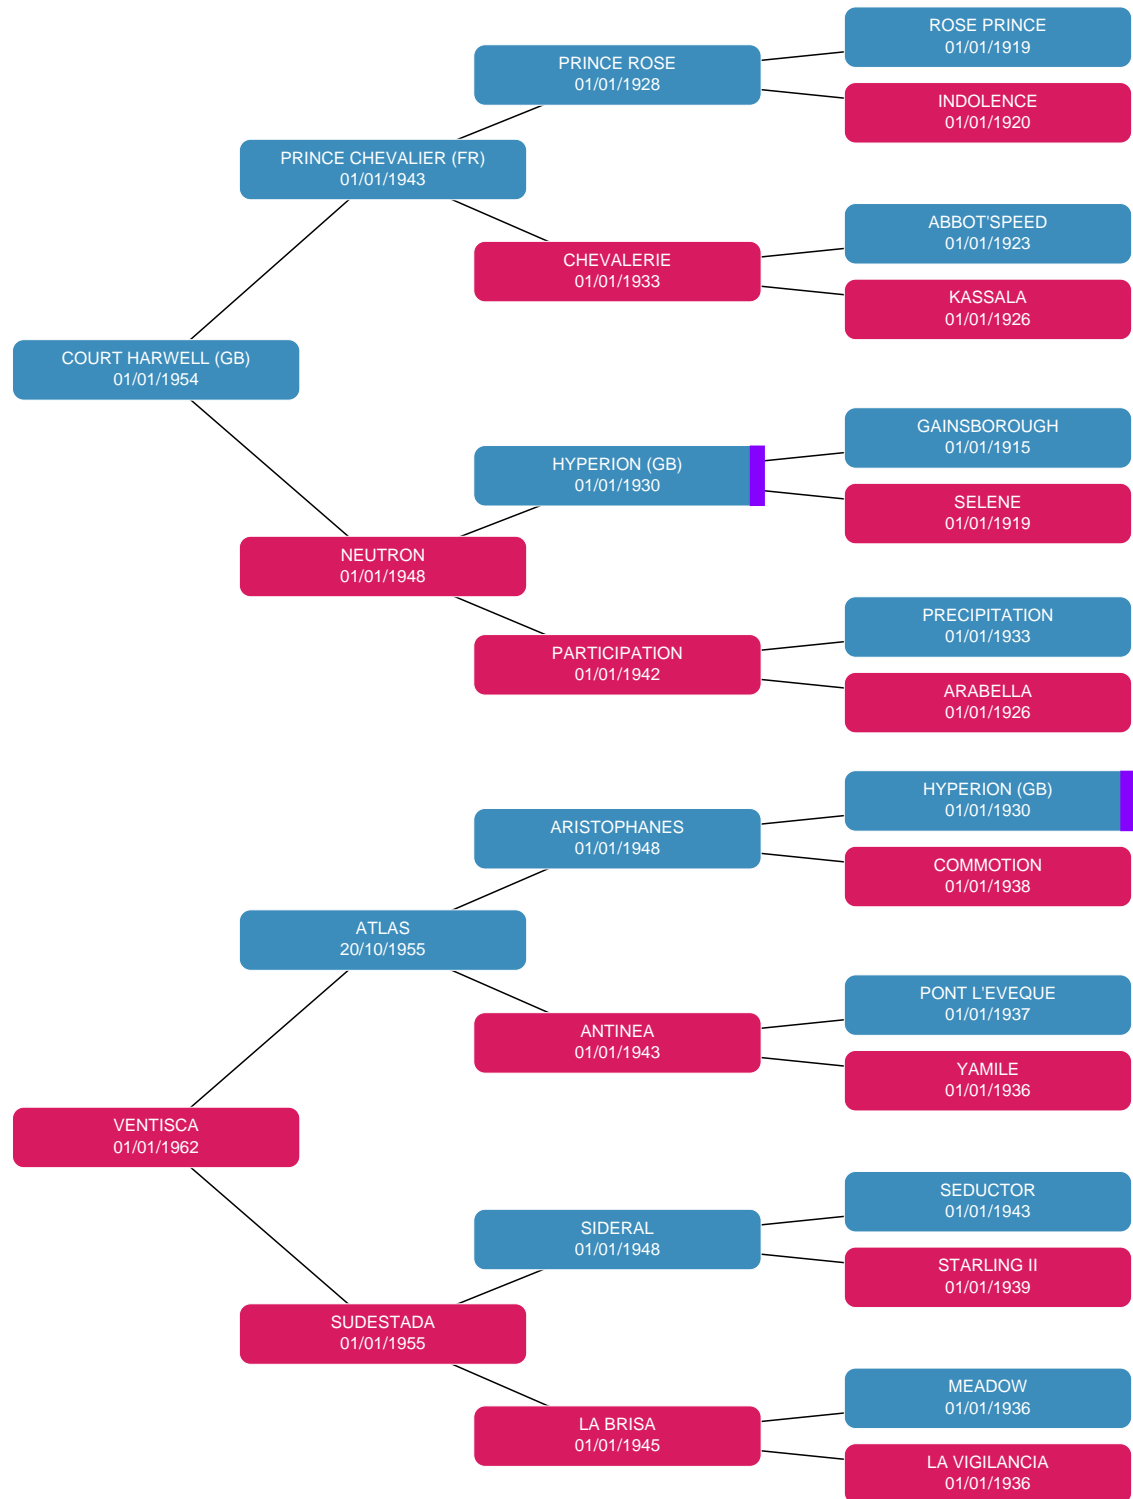 ROSE PRINCE
01/01/1919
PRINCE ROSE
01/01/1928
INDOLENCE
01/01/1920
PRINCE CHEVALIER (FR)
01/01/1943
ABBOT'SPEED
01/01/1923
CHEVALERIE
01/01/1933
KASSALA
01/01/1926
COURT HARWELL (GB)
01/01/1954
GAINSBOROUGH
01/01/1915
HYPERION (GB)
01/01/1930
SELENE
01/01/1919
NEUTRON
01/01/1948
PRECIPITATION
01/01/1933
PARTICIPATION
01/01/1942
ARABELLA
01/01/1926
HYPERION (GB)
01/01/1930
ARISTOPHANES
01/01/1948
COMMOTION
01/01/1938
ATLAS
20/10/1955
PONT L'EVEQUE
01/01/1937
ANTINEA
01/01/1943
YAMILE
01/01/1936
VENTISCA
01/01/1962
SEDUCTOR
01/01/1943
SIDERAL
01/01/1948
STARLING II
01/01/1939
SUDESTADA
01/01/1955
MEADOW
01/01/1936
LA BRISA
01/01/1945
LA VIGILANCIA
01/01/1936